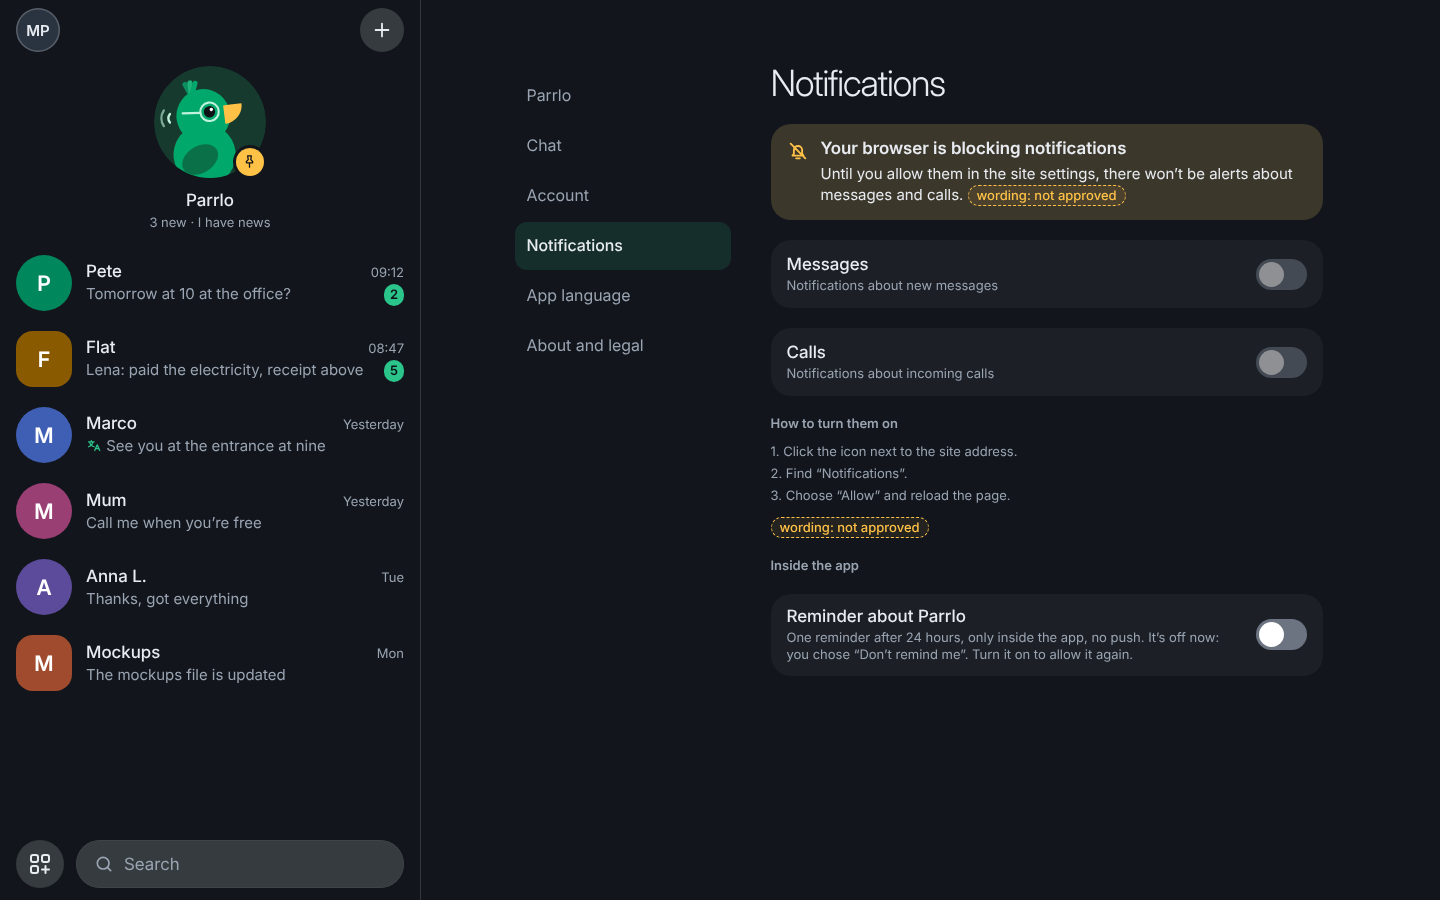 MP
Parrlo
3 new · I have news
P
Pete
09:12
Tomorrow at 10 at the office?
2
F
Flat
08:47
Lena: paid the electricity, receipt above
5
M
Marco
Yesterday
See you at the entrance at nine
M
Mum
Yesterday
Call me when you’re free
A
Anna L.
Tue
Thanks, got everything
M
Mockups
Mon
The mockups file is updated
Search
Parrlo
Chat
Account
Notifications
App language
About and legal
Notifications
Your browser is blocking notifications
Until you allow them in the site settings, there won’t be alerts about
messages and calls. wording: not approved
Messages
Notifications about new messages
Calls
Notifications about incoming calls
How to turn them on
1. Click the icon next to the site address.
2. Find “Notifications”.
3. Choose “Allow” and reload the page.
wording: not approved
Inside the app
Reminder about Parrlo
One reminder after 24 hours, only inside the app, no push. It’s off now:
you chose “Don’t remind me”. Turn it on to allow it again.